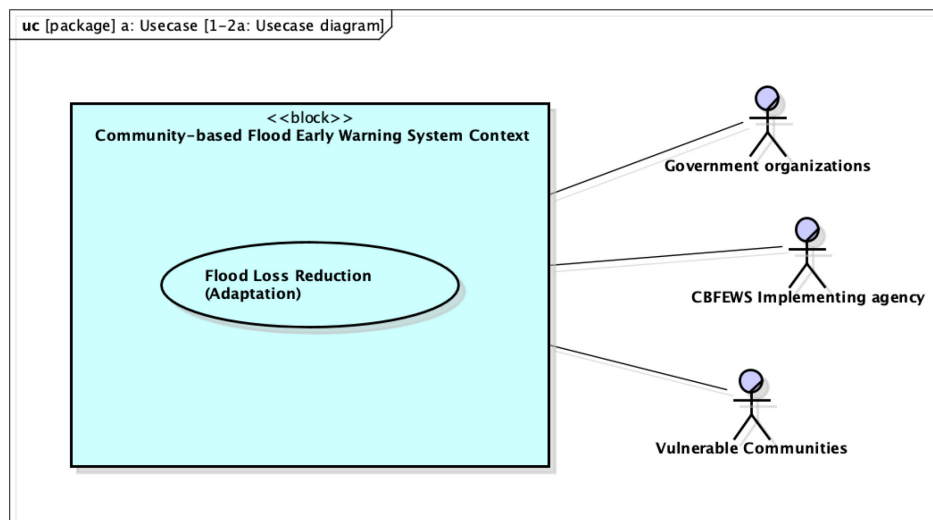 uc [package] a: Usecase [1-2a: Usecase diagram]
<<block>>
Community-based Flood Early Warning System Context
Flood Loss Reduction
(Adaptation)
Government organizations
CBFEWS Implementing agency
Vulnerable Communities